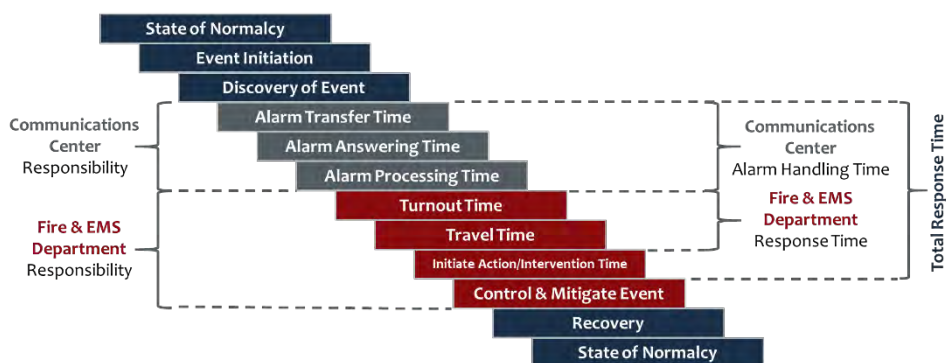 State of Normalcy
Event Initiation
Discovery of Event
Alarm Transfer Time
Alarm Answering Time
Alarm Processing Time
Turnout Time
Travel Time
Initiate Action/Intervention Time
Control & Mitigate Event
Recovery
State of Normalcy
Communications
Center
Responsibility
Fire & EMS
Department
Responsibility
Communications
Center
Alarm Handling Time
Fire & EMS
Department
Response Time
Total Response Time